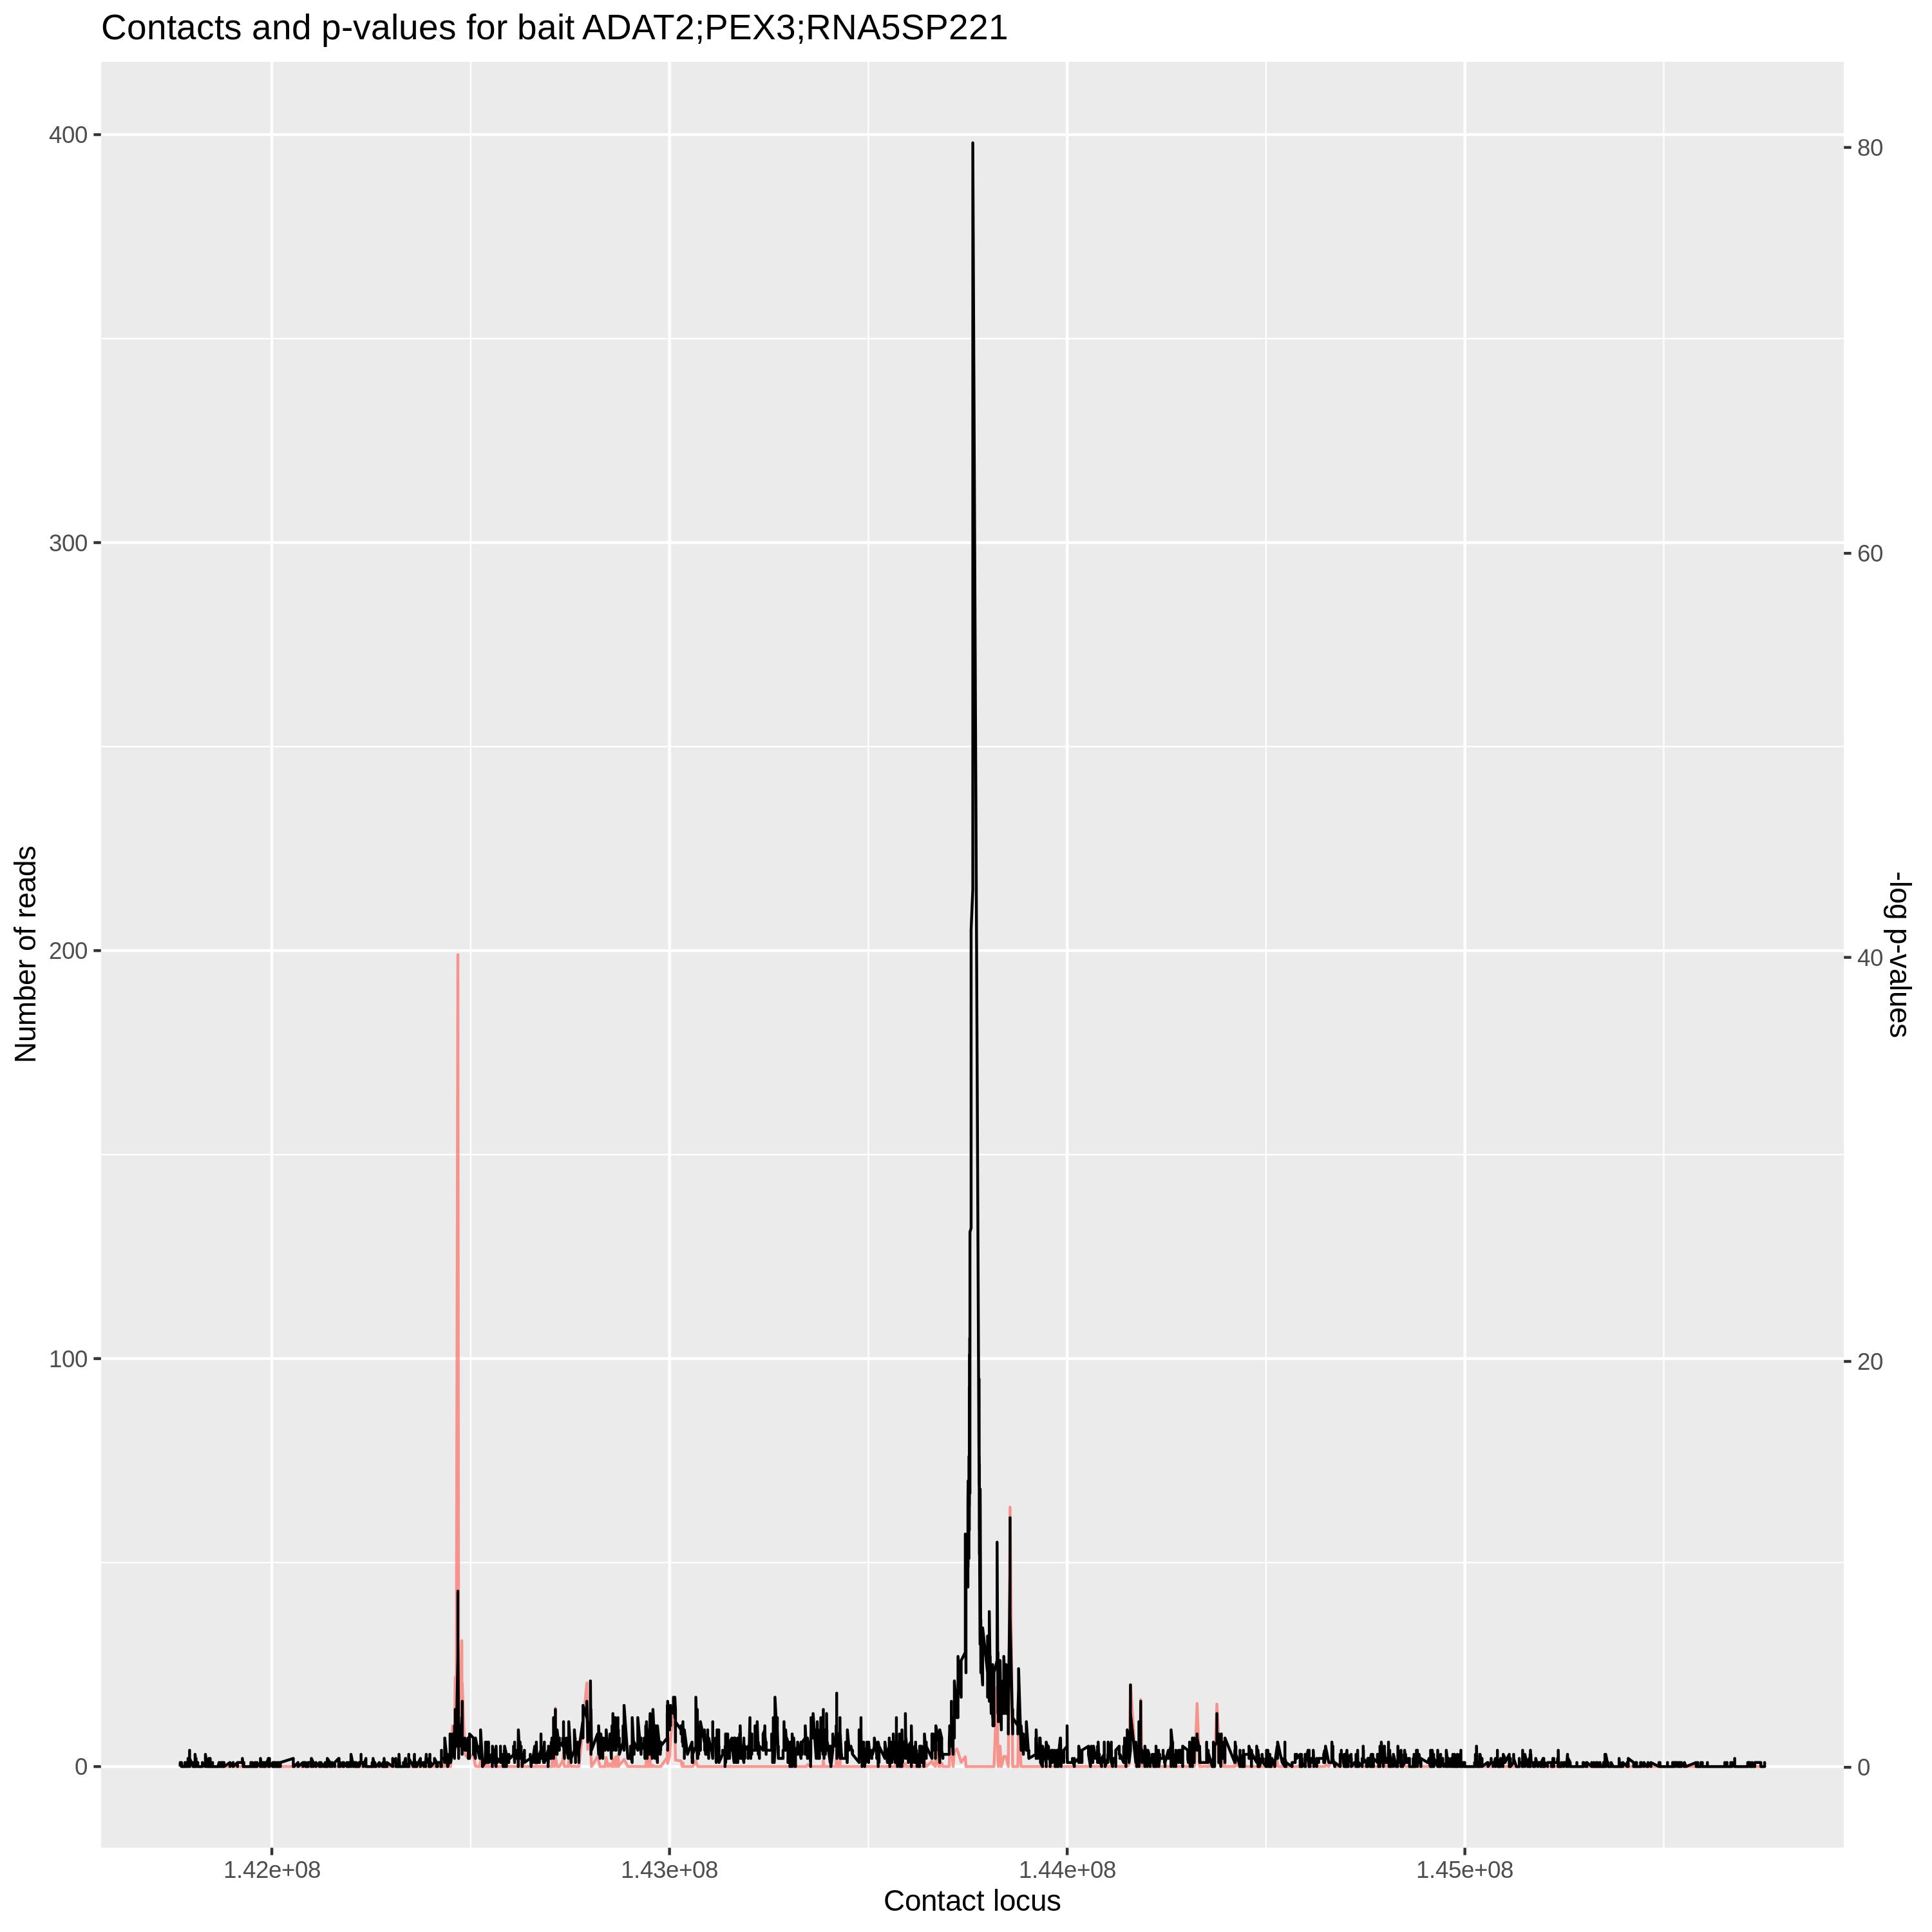 Contacts and p-values for bait ADAT2;PEX3;RNA5SP221
400
300
200
100
0
80
60
40
20
0
Number of reads
-log p-values
1.42e+08
1.43e+08
1.44e+08
1.45e+08
Contact locus